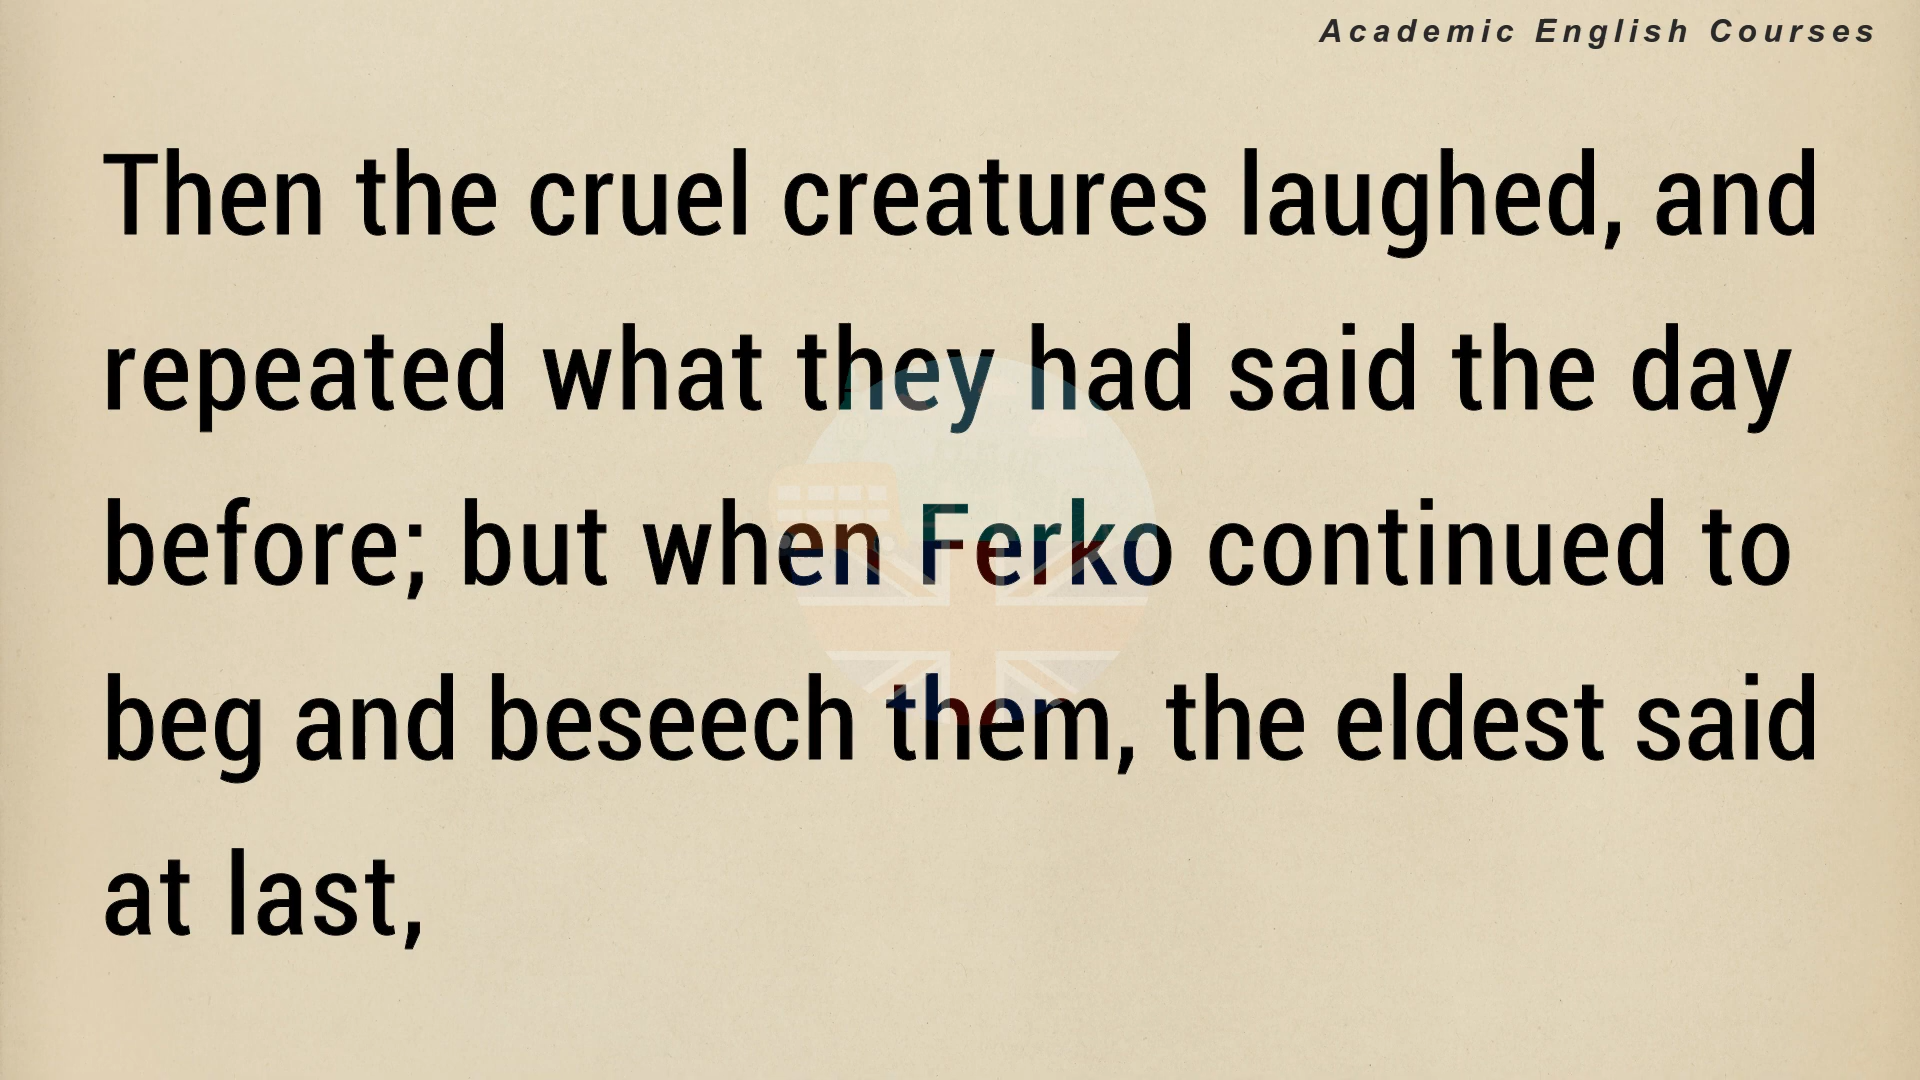 Academic English Courses
Then the cruel creatures laughed, and
repeated what they had said the day
before; but when Ferko continued to
beg and beseech them, the eldest said
at last,